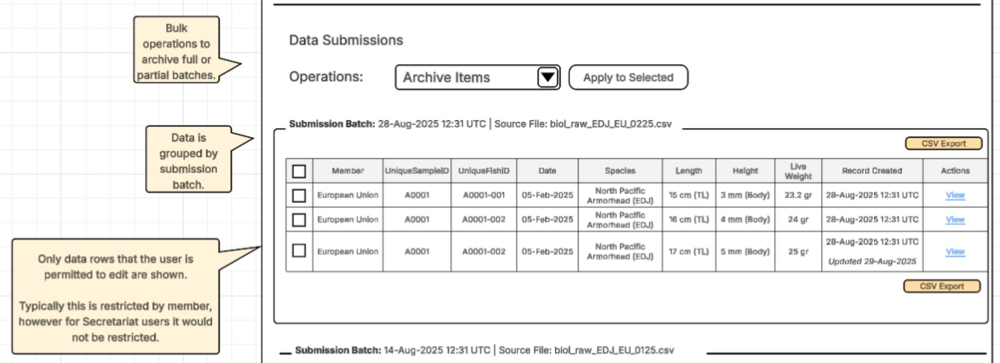 Bulk
operations to
archive full or
partial batches.
Data Submissions
Operations: Archive Items Apply to Selected
Data is
grouped by
submission
batch.
Submission Batch: 28-Aug-2025 12:31 UTC | Source File: biol_raw_EDJ_EU_0225.csv
CSV Export
Member UniqueSampleID UniqueFishID Date Species Length Height Live Weight Record Created Actions
European Union A0001 A0001-001 05-Feb-2025 North Pacific Armorhead (EDJ) 15 cm (TL) 3 mm (Body) 23.2 gr 28-Aug-2025 12:31 UTC View
European Union A0001 A0001-002 05-Feb-2025 North Pacific Armorhead (EDJ) 16 cm (TL) 4 mm (Body) 24 gr 28-Aug-2025 12:31 UTC View
European Union A0001 A0001-002 05-Feb-2025 North Pacific Armorhead (EDJ) 17 cm (TL) 5 mm (Body) 25 gr 28-Aug-2025 12:31 UTC Updated 29-Aug-2025 View
CSV Export
Only data rows that the user is
permitted to edit are shown.
Typically this is restricted by member,
however for Secretariat users it would
not be restricted.
Submission Batch: 14-Aug-2025 12:31 UTC | Source File: biol_raw_EDJ_EU_0125.csv